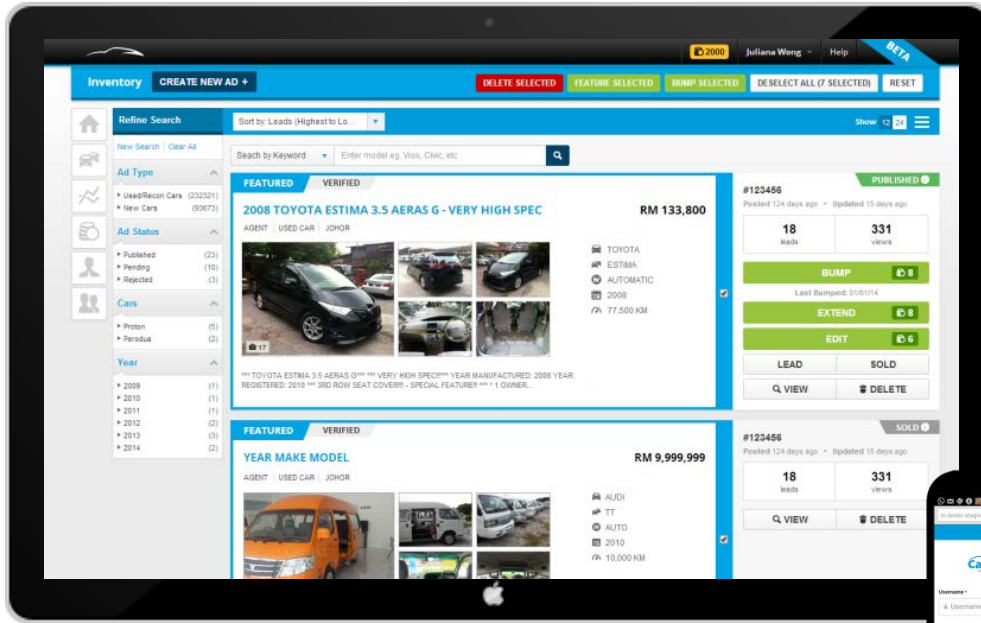 2000 Juliana Wong Help BETA
Inventory CREATE NEW AD + DELETE SELECTED FEATURE SELECTED BUMP SELECTED DESELECT ALL (7 SELECTED) RESET
Refine Search Sort by: Leads (Highest to Lo... Show 12 24
New Search | Clear All
Seach by Keyword Enter model eg. Vios, Civic, etc
Ad Type
Used/Recon Cars (232321)
New Cars (93673)
Ad Status
Published (23)
Pending (10)
Rejected (3)
Cars
Proton (5)
Perodua (2)
Year
2009 (1)
2010 (1)
2011 (1)
2012 (2)
2013 (3)
2014 (2)
FEATURED VERIFIED
2008 TOYOTA ESTIMA 3.5 AERAS G - VERY HIGH SPEC RM 133,800
AGENT | USED CAR | JOHOR
TOYOTA
ESTIMA
AUTOMATIC
2008
77,500 KM
17
*** TOYOTA ESTIMA 3.5 AERAS G*** *** VERY HIGH SPEC!!!*** YEAR MANUFACTURED: 2008 YEAR
REGISTERED: 2010 *** 3RD ROW SEAT COVER!!! - SPECIAL FEATURE!! *** * 1 OWNER...
PUBLISHED
#123456
Posted 124 days ago • Updated 15 days ago
18 331
leads views
BUMP 8
Last Bumped: 01/01/14
EXTEND 8
EDIT 6
LEAD SOLD
VIEW DELETE
FEATURED VERIFIED
YEAR MAKE MODEL RM 9,999,999
AGENT | USED CAR | JOHOR
AUDI
TT
AUTO
2010
10,000 KM
SOLD
#123456
Posted 124 days ago • Updated 15 days ago
18 331
leads views
VIEW DELETE
Username
Username